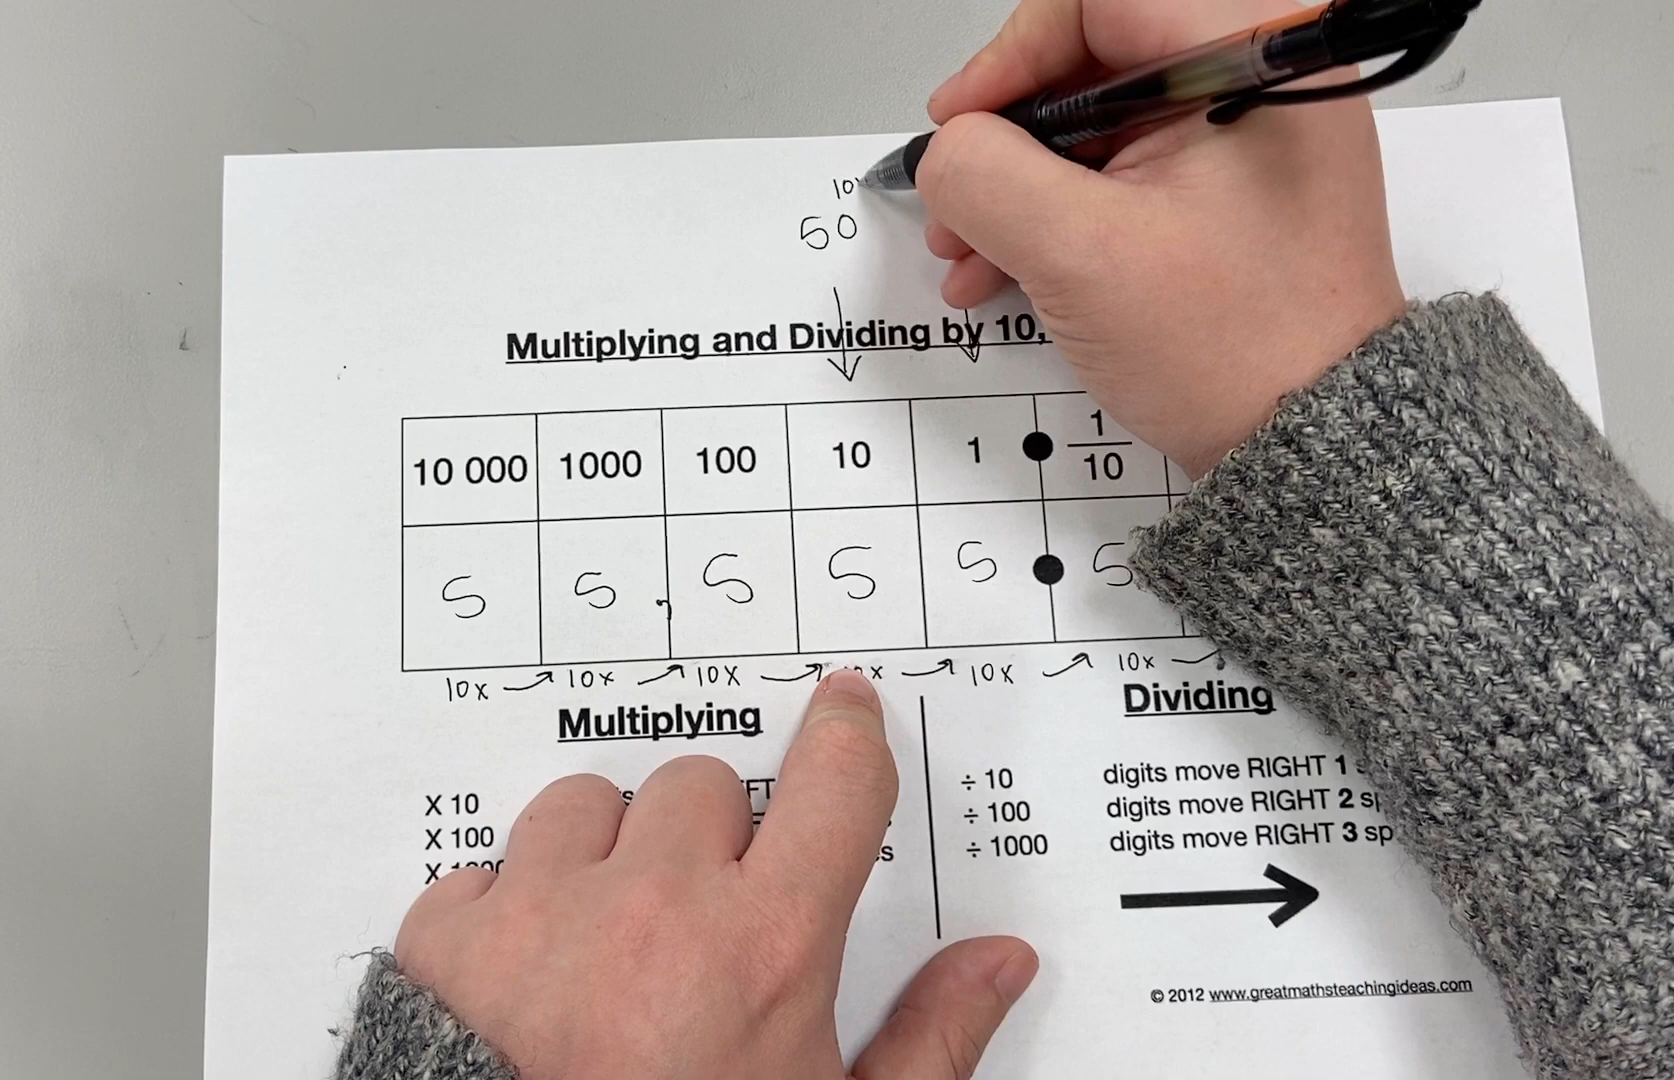 10x
50
Multiplying and Dividing by 10,
10 000 1000 100 10 1 1/10
5 5 , 5 5 5 5
10x 10x 10x x 10x 10x
Multiplying
Dividing
X 10
X 100
X
÷ 10 digits move RIGHT 1
÷ 100 digits move RIGHT 2
÷ 1000 digits move RIGHT 3
© 2012 www.greatmathsteachingideas.com